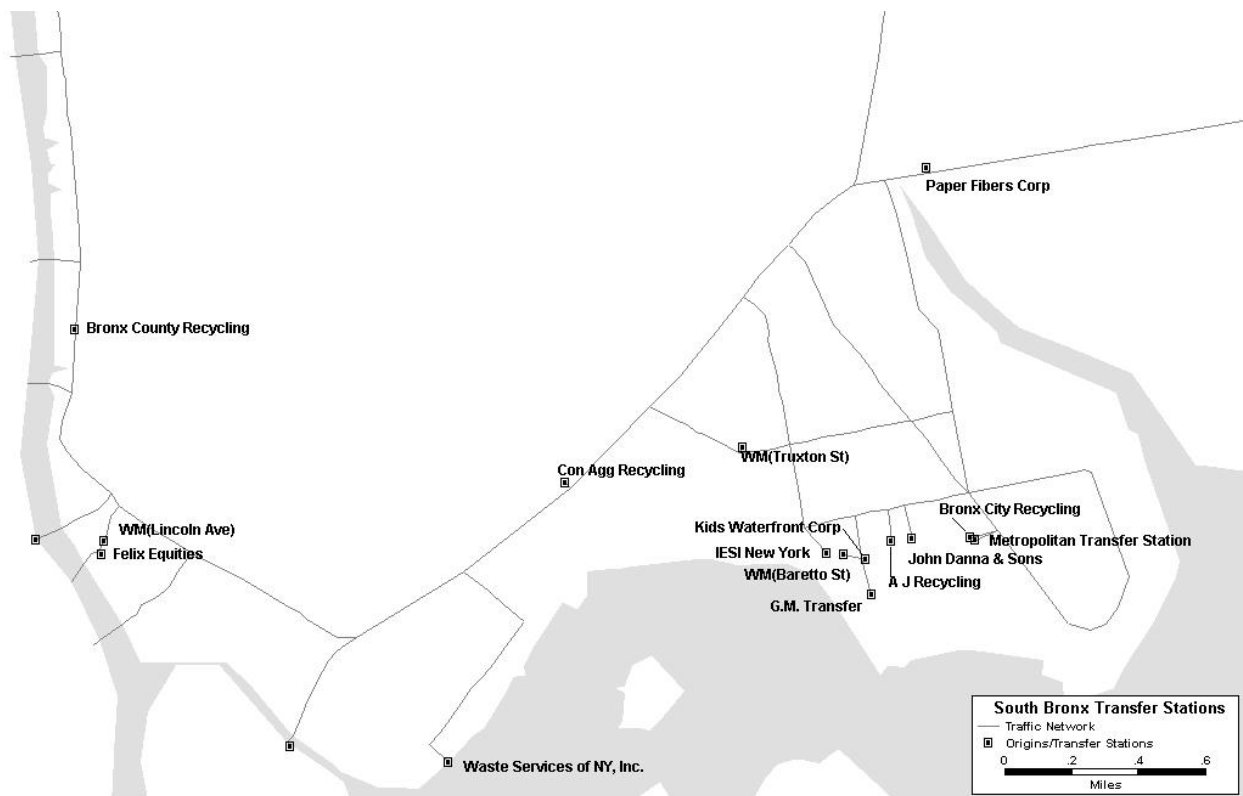 Paper Fibers Corp
Bronx County Recycling
WM(Truxton St)
Con Agg Recycling
Bronx City Recycling
Kids Waterfront Corp
WM(Lincoln Ave)
Metropolitan Transfer Station
Felix Equities
IESI New York
John Danna & Sons
WM(Baretto St)
A J Recycling
G.M. Transfer
Waste Services of NY, Inc.
South Bronx Transfer Stations
Traffic Network
Origins/Transfer Stations
0 .2 .4 .6
Miles